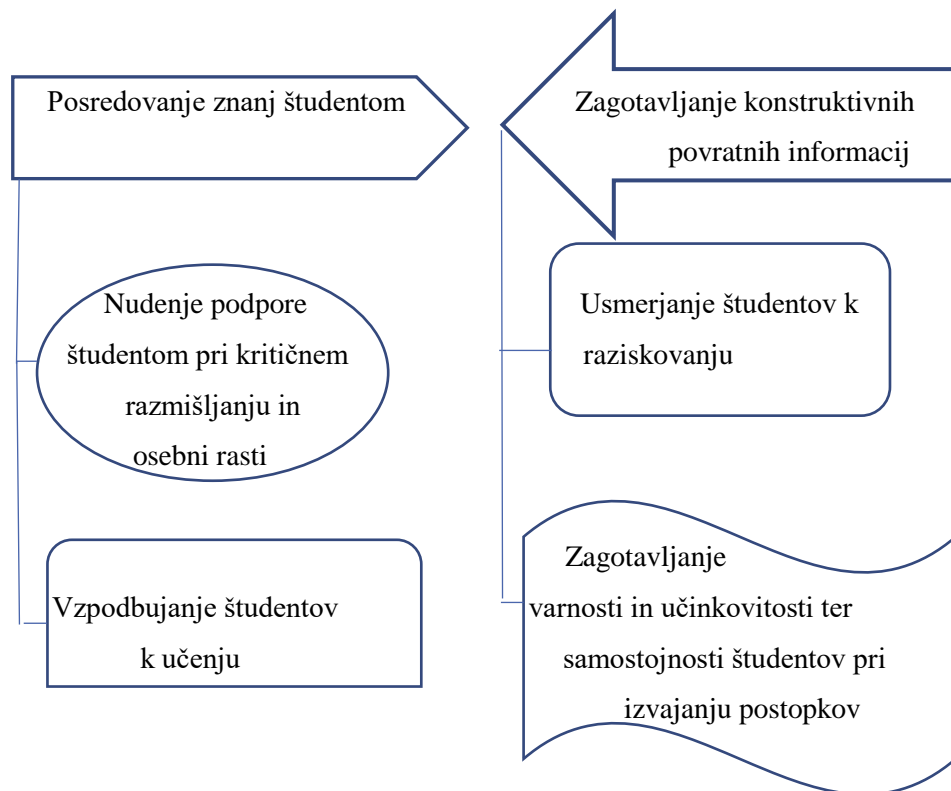 Posredovanje znanj študentom
Nudenje podpore
študentom pri kritičnem
razmišljanju in
osebni rasti
Vzpodbujanje študentov
k učenju
Zagotavljanje konstruktivnih
povratnih informacij
Usmerjanje študentov k
raziskovanju
Zagotavljanje
varnosti in učinkovitosti ter
samostojnosti študentov pri
izvajanju postopkov